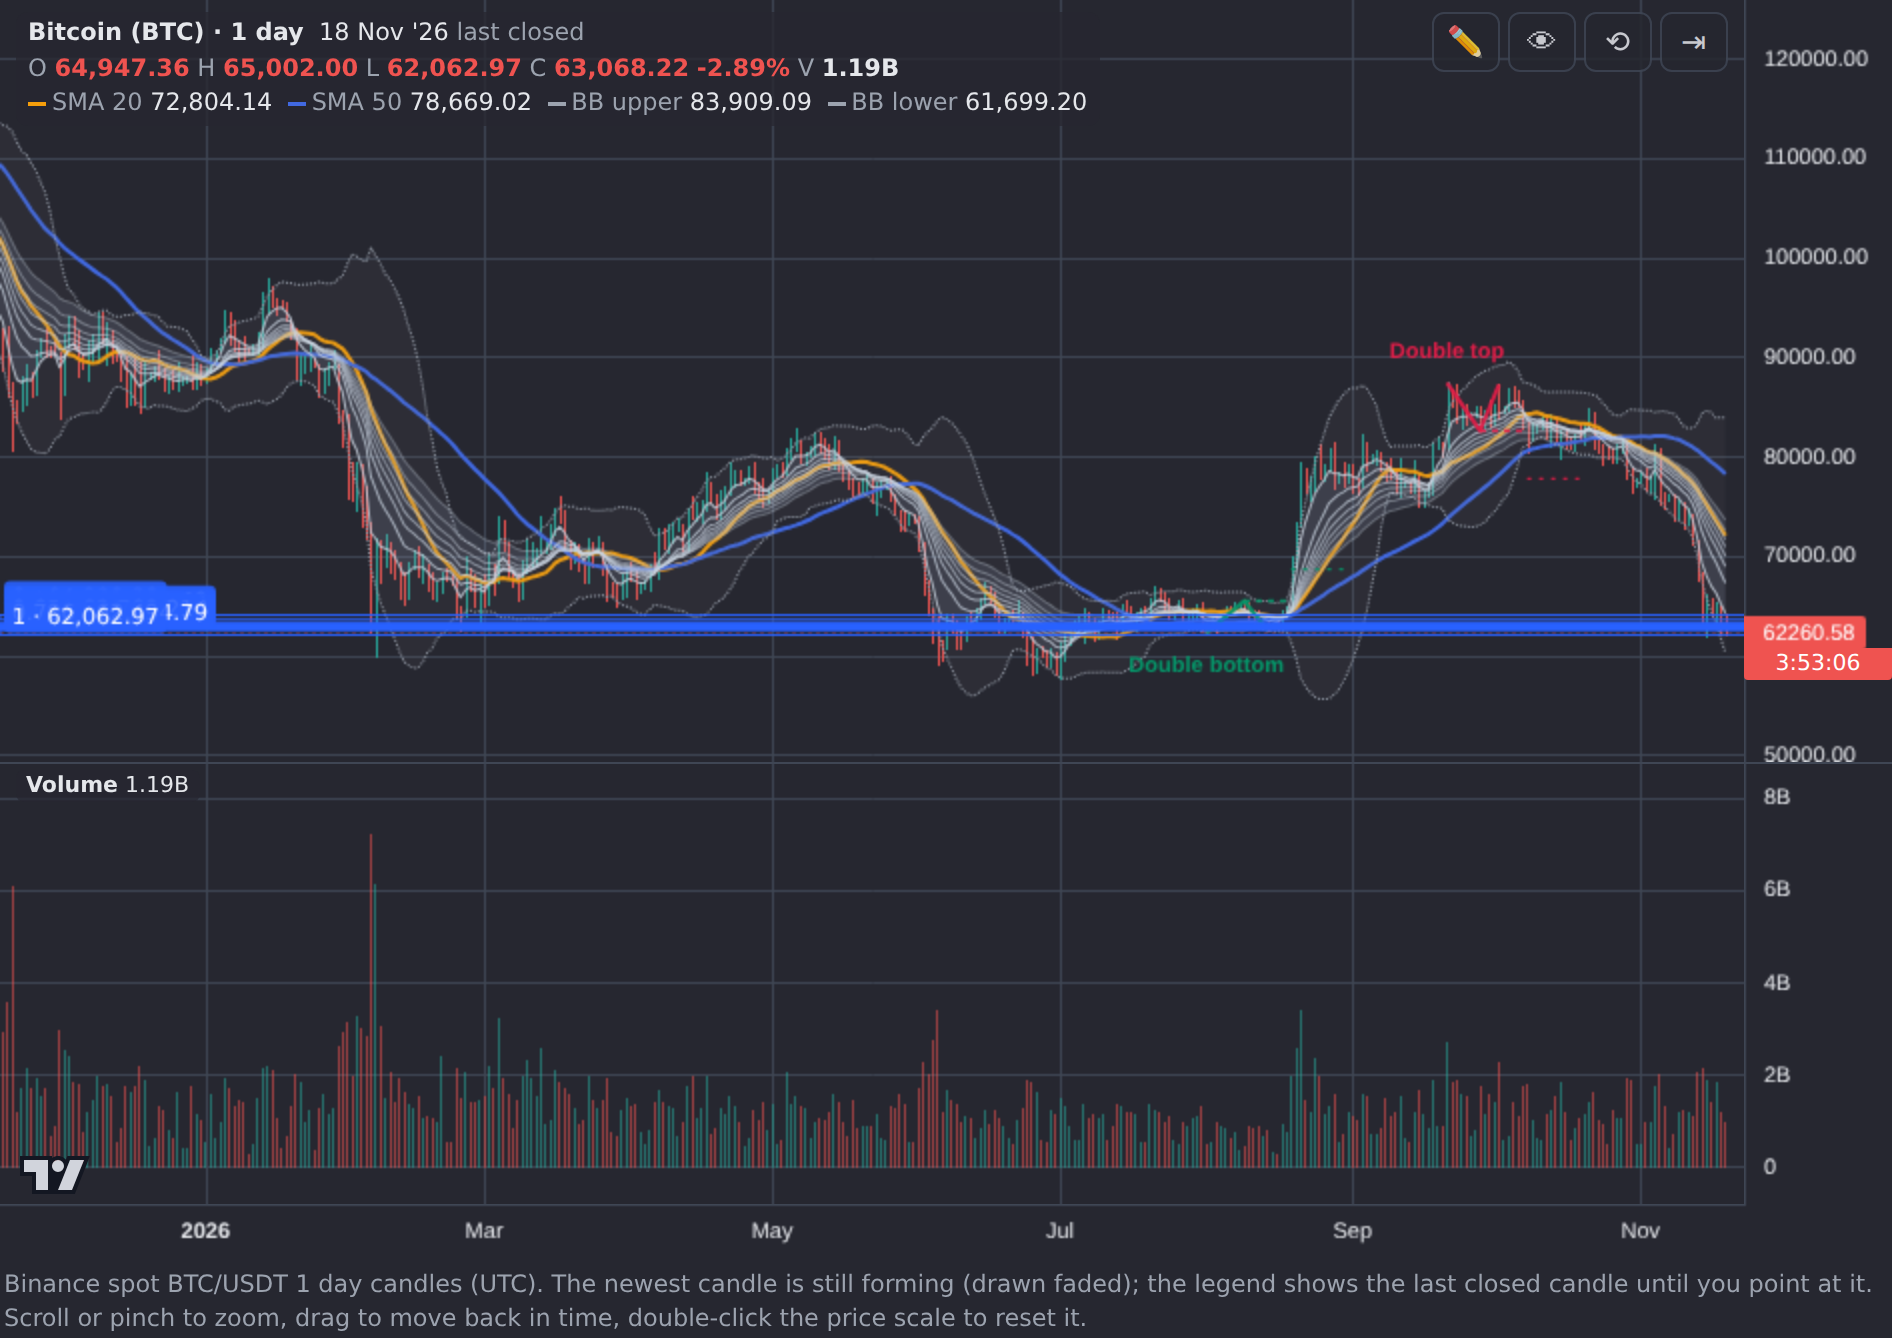 Bitcoin (BTC) · 1 day 18 Nov '26 last closed
O 64,947.36 H 65,002.00 L 62,062.97 C 63,068.22 -2.89% V 1.19B
SMA 20 72,804.14 SMA 50 78,669.02 BB upper 83,909.09 BB lower 61,699.20
120000.00
110000.00
100000.00
90000.00
80000.00
70000.00
Double top
1 · 62,062.97 .79
62260.58
3:53:06
Double bottom
50000.00
Volume 1.19B
8B
6B
4B
2B
0
2026 Mar May Jul Sep Nov
Binance spot BTC/USDT 1 day candles (UTC). The newest candle is still forming (drawn faded); the legend shows the last closed candle until you point at it.
Scroll or pinch to zoom, drag to move back in time, double-click the price scale to reset it.